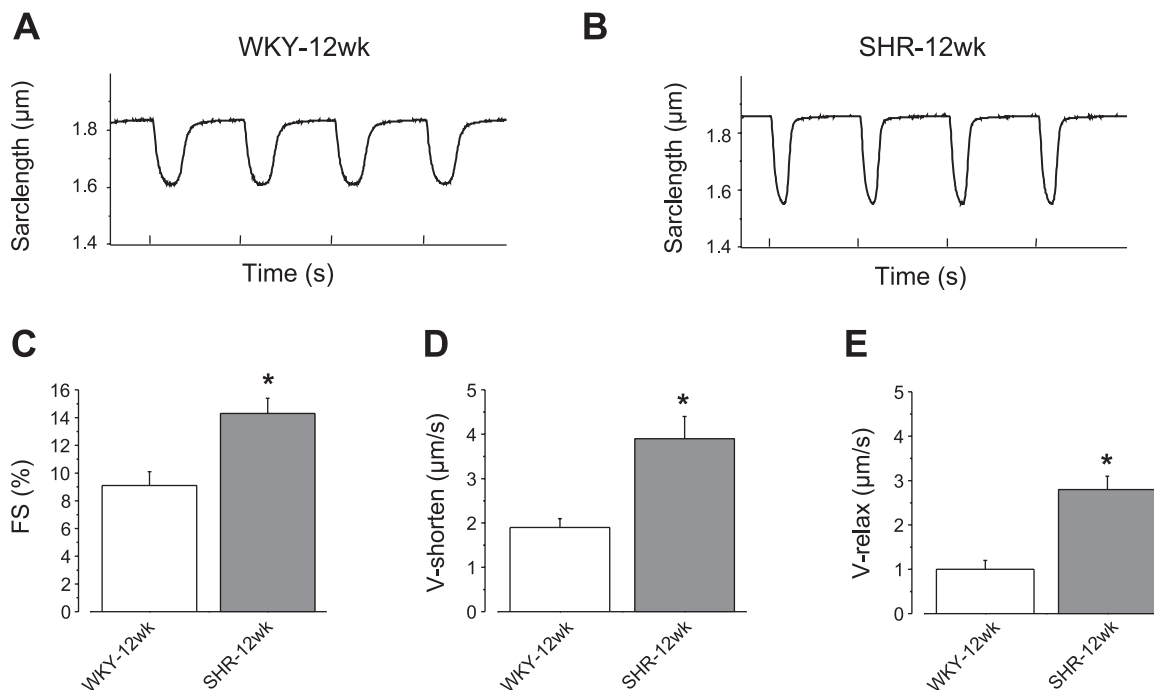 A
WKY-12wk
Sarclength (μm)
1.8
1.6
1.4
Time (s)
B
SHR-12wk
Sarclength (μm)
1.8
1.6
1.4
Time (s)
C
FS (%)
16
14
12
10
8
6
4
2
0
*
WKY-12wk
SHR-12wk
D
V-shorten (μm/s)
5
4
3
2
1
0
*
WKY-12wk
SHR-12wk
E
V-relax (μm/s)
5
4
3
2
1
0
*
WKY-12wk
SHR-12wk